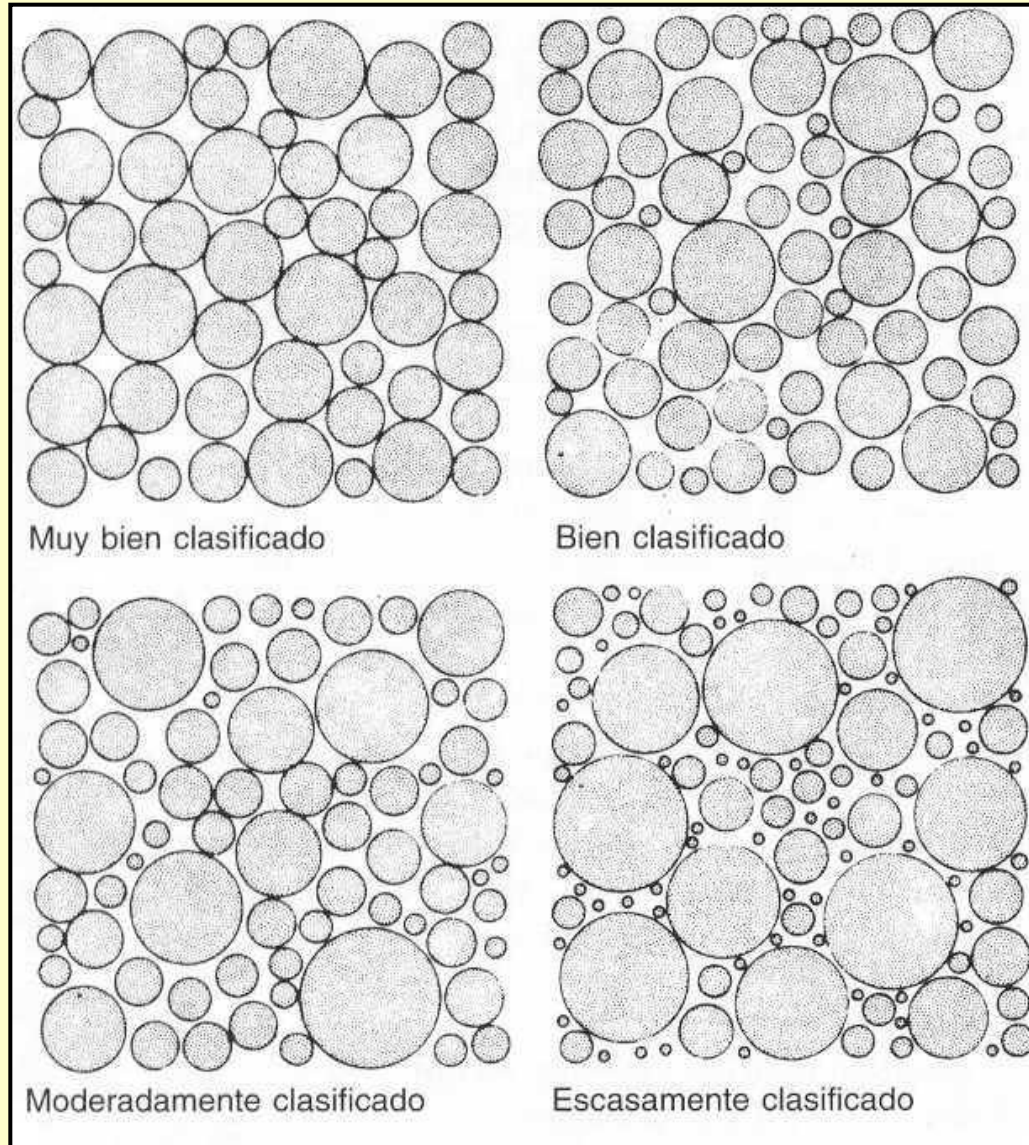 Muy bien clasificado
Bien clasificado
Moderadamente clasificado
Escasamente clasificado